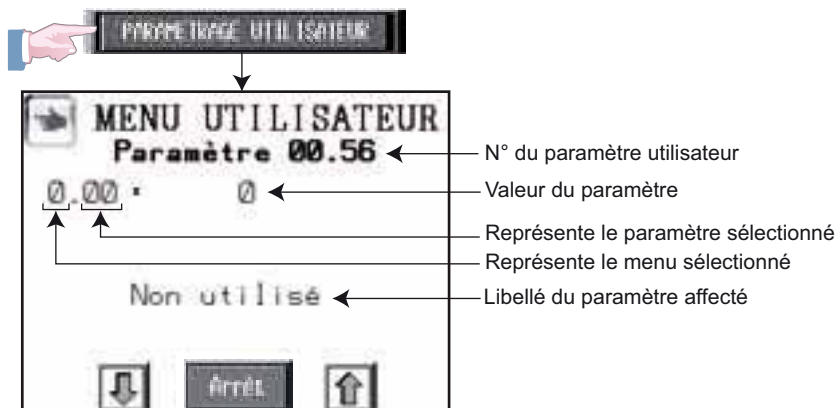 PARAMETRAGE UTILISATEUR
MENU UTILISATEUR
Paramètre 00.56
N° du paramètre utilisateur
0.00 : 0
Valeur du paramètre
Représente le paramètre sélectionné
Représente le menu sélectionné
Non utilisé
Libellé du paramètre affecté
Arrêt